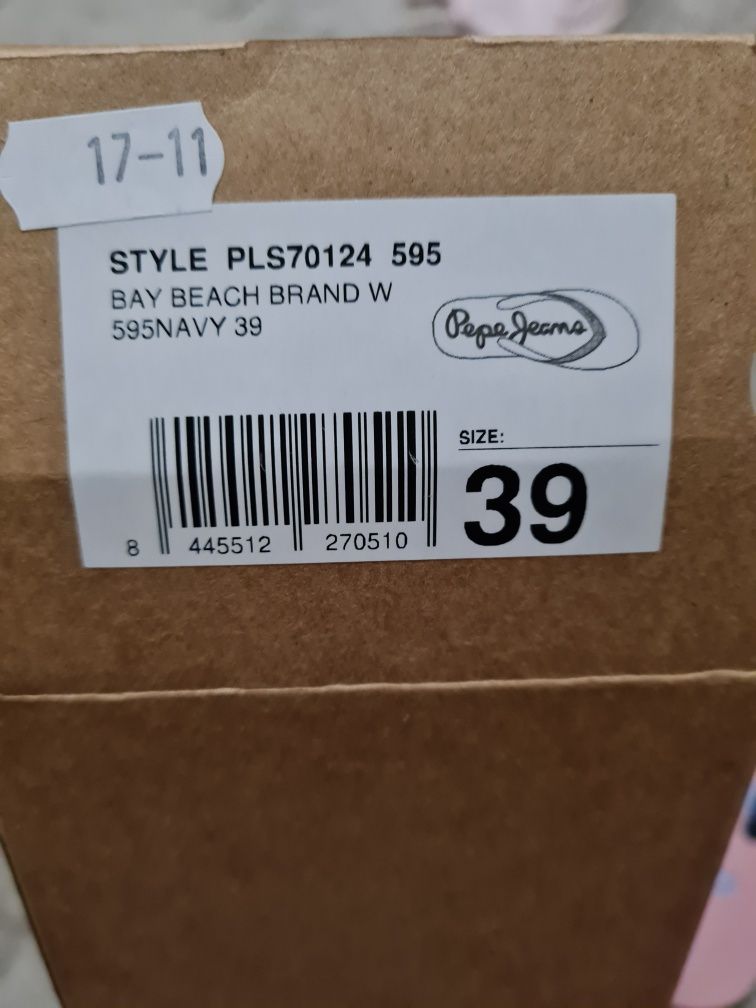 17-11
STYLE PLS70124 595
BAY BEACH BRAND W
595NAVY 39
Pepe Jeans
SIZE:
39
8 445512 270510